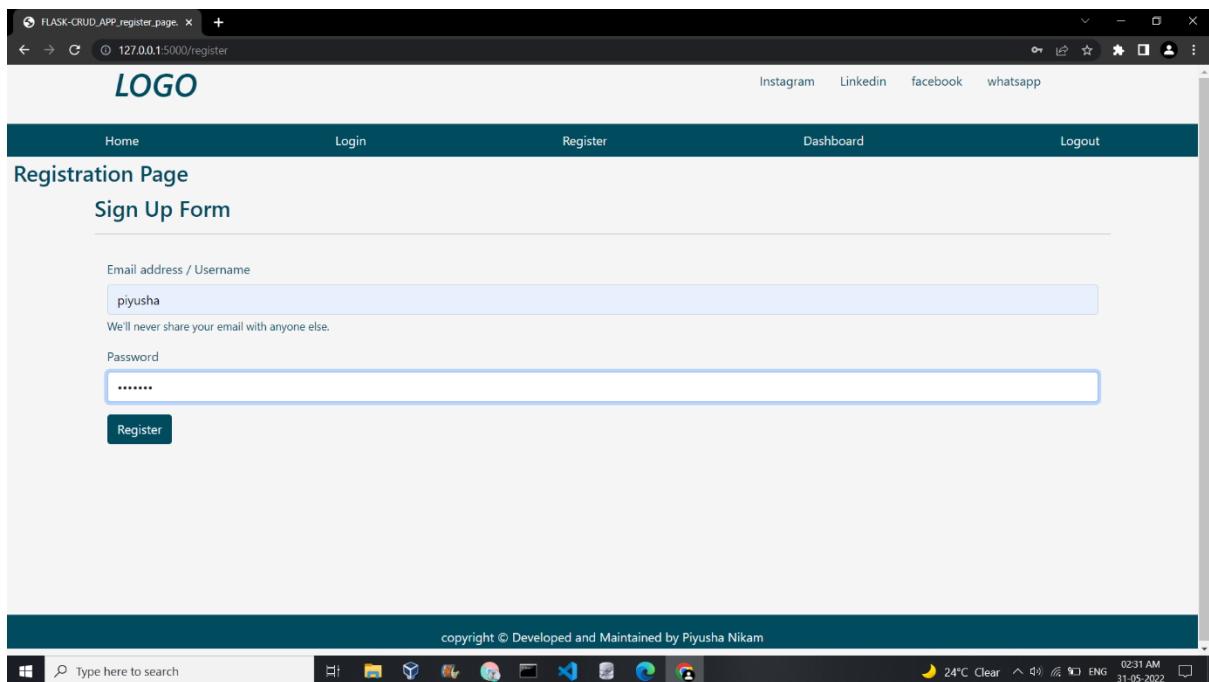 FLASK-CRUD_APP_register_page.
127.0.0.1:5000/register
LOGO
Instagram Linkedin facebook whatsapp
Home Login Register Dashboard Logout
Registration Page
Sign Up Form
Email address / Username
piyusha
We'll never share your email with anyone else.
Password
•••••••
Register
copyright © Developed and Maintained by Piyusha Nikam
Type here to search
24°C Clear ENG 02:31 AM
31-05-2022